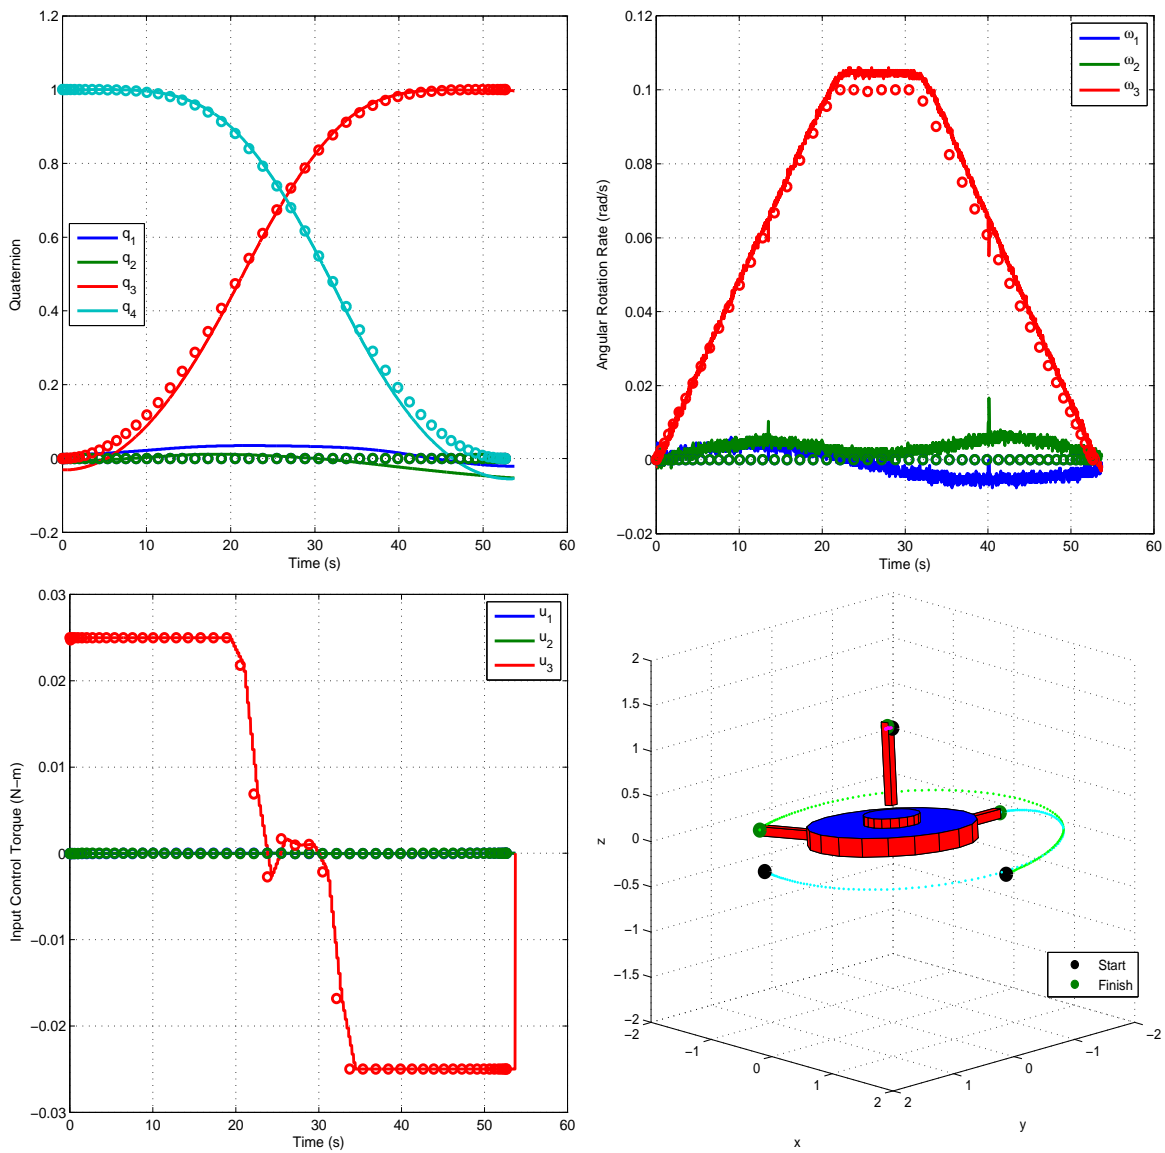 1.2
1
0.8
0.6
0.4
0.2
0
−0.2
0 10 20 30 40 50 60
Quaternion
Time (s)
q1
q2
q3
q4
0.12
0.1
0.08
0.06
0.04
0.02
0
−0.02
0 10 20 30 40 50 60
Angular Rotation Rate (rad/s)
Time (s)
ω1
ω2
ω3
0.03
0.02
0.01
0
−0.01
−0.02
−0.03
0 10 20 30 40 50 60
Input Control Torque (N−m)
Time (s)
u1
u2
u3
2
1.5
1
0.5
0
−0.5
−1
−1.5
−2
z
−2 −1 0 1 2
x
2 1 0 −1 −2
y
Start
Finish